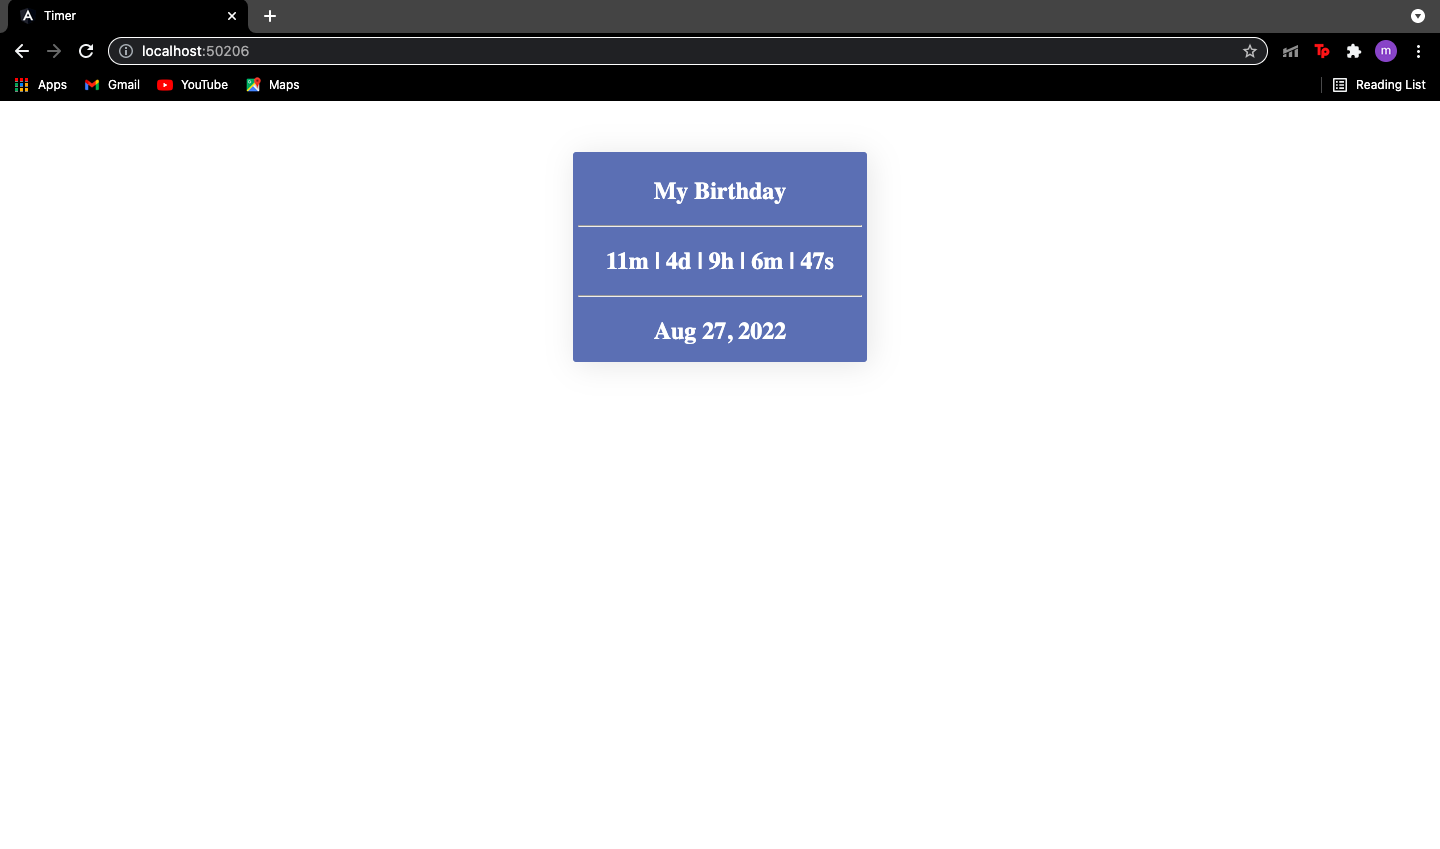 Timer
localhost:50206
Tp
m
Apps
Gmail
YouTube
Maps
Reading List
My Birthday
11m | 4d | 9h | 6m | 47s
Aug 27, 2022